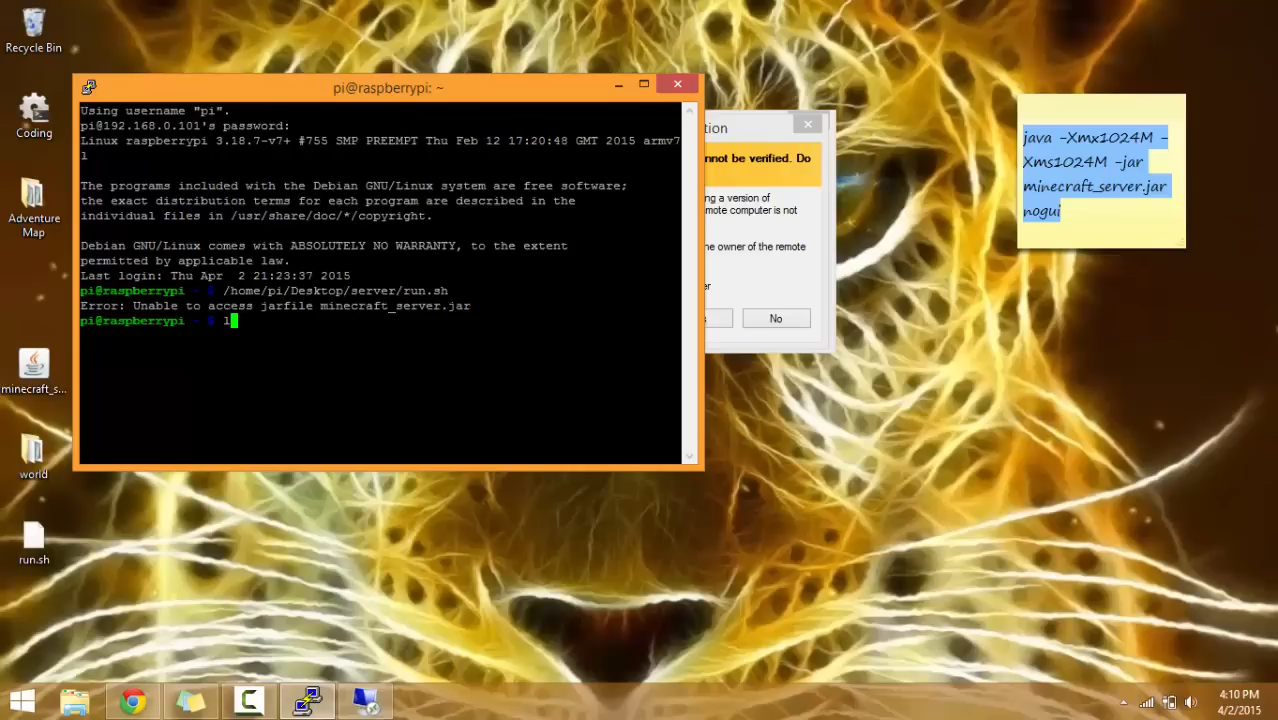 Recycle Bin
Coding
Adventure
Map
minecraft_s...
world
run.sh
pi@raspberrypi: ~
Using username "pi".
pi@192.168.0.101's password:
Linux raspberrypi 3.18.7-v7+ #755 SMP PREEMPT Thu Feb 12 17:20:48 GMT 2015 armv7
l
The programs included with the Debian GNU/Linux system are free software;
the exact distribution terms for each program are described in the
individual files in /usr/share/doc/*/copyright.
Debian GNU/Linux comes with ABSOLUTELY NO WARRANTY, to the extent
permitted by applicable law.
Last login: Thu Apr  2 21:23:37 2015
pi@raspberrypi ~ $ /home/pi/Desktop/server/run.sh
Error: Unable to access jarfile minecraft_server.jar
pi@raspberrypi ~ $ l
tion
nnot be verified. Do
ng a version of
mote computer is not
he owner of the remote
er
s
No
java -Xmx1024M -
Xms1024M -jar
minecraft_server.jar
nogui
4:10 PM
4/2/2015